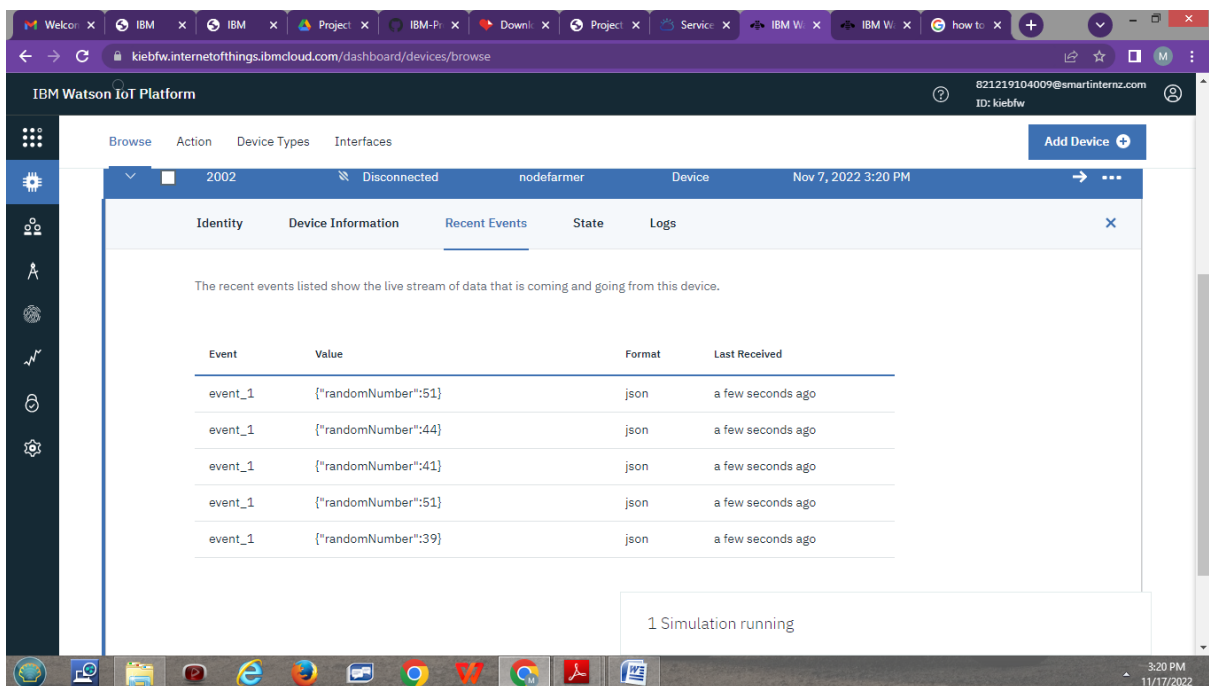 Welcon IBM IBM Project IBM-Pr Downlo Project Service IBM W IBM W how to
kiebfw.internetofthings.ibmcloud.com/dashboard/devices/browse M
IBM Watson IoT Platform
821219104009@smartinternz.com
ID: kiebfw
Browse Action Device Types Interfaces Add Device
2002 Disconnected nodefarmer Device Nov 7, 2022 3:20 PM
Identity Device Information Recent Events State Logs
The recent events listed show the live stream of data that is coming and going from this device.
Event Value Format Last Received
event_1 {"randomNumber":51} json a few seconds ago
event_1 {"randomNumber":44} json a few seconds ago
event_1 {"randomNumber":41} json a few seconds ago
event_1 {"randomNumber":51} json a few seconds ago
event_1 {"randomNumber":39} json a few seconds ago
1 Simulation running
3:20 PM
11/17/2022